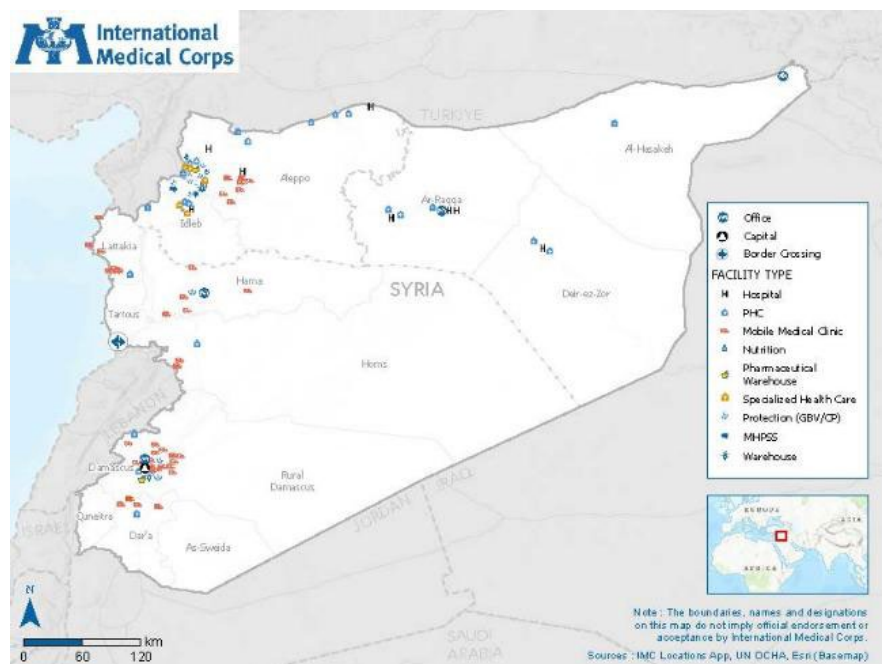 International
Medical Corps
TÜRKIYE
H
H
Al-Hasakeh
Aleppo
H
Ar-Raqqa
H
HH
H
Idleb
Lattakia
H
Hama
SYRIA
Deir-ez-Zor
Tartous
Homs
LEBANON
Damascus
Rural
Damascus
IRAQ
JORDAN
ISRAEL
Quneitra
Dar'a
As-Sweida
SAUDI
ARABIA
Office
Capital
Border Crossing
FACILITY TYPE
H Hospital
PHC
Mobile Medical Clinic
Nutrition
Pharmaceutical
Warehouse
Specialized Health Care
Protection (GBV/CP)
MHPSS
Warehouse
EUROPE
ASIA
AFRICA
N
km
0 60 120
Note : The boundaries, names and designations
on this map do not imply official endorsement or
acceptance by International Medical Corps.
Sources : IMC Locations App, UN OCHA, Esri (Basemap)